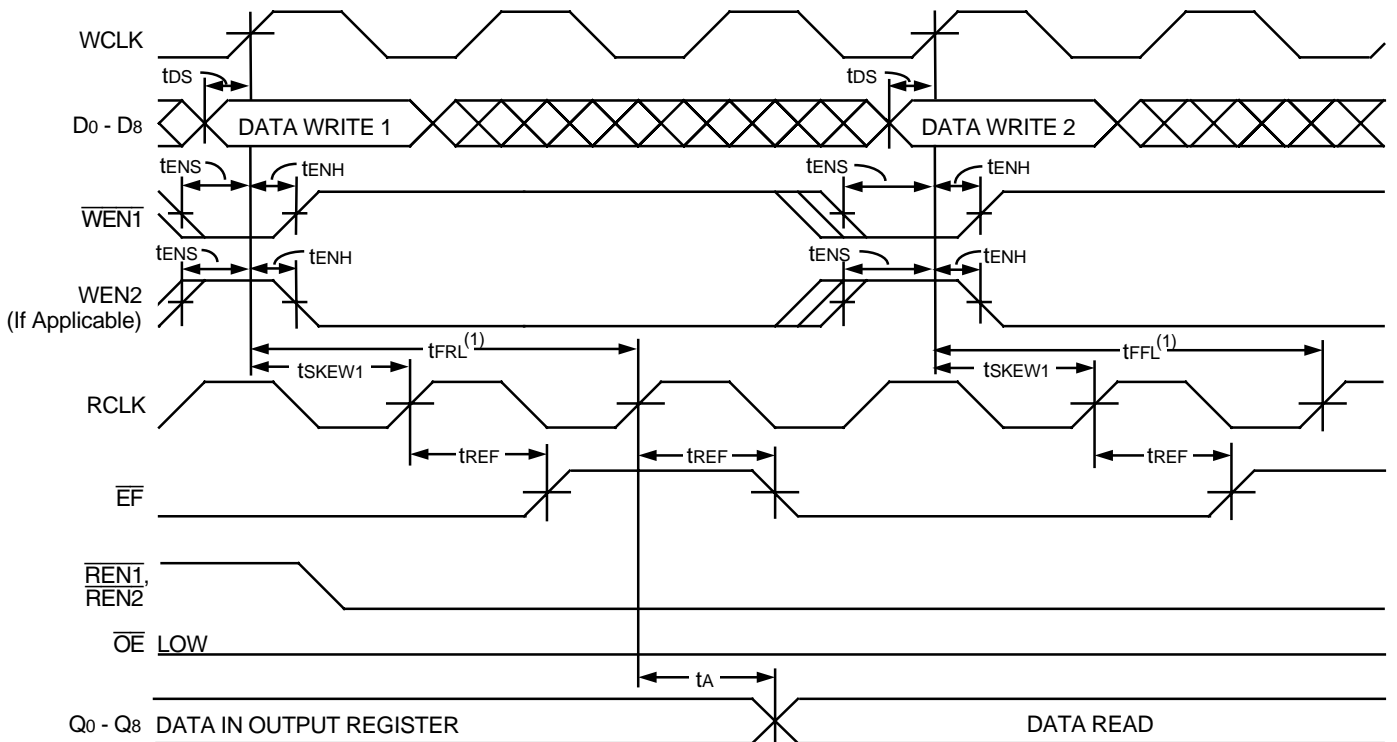 WCLK
tDS
tDS
D0 - D8
DATA WRITE 1
DATA WRITE 2
tENS
tENH
tENS
tENH
WEN1
tENS
tENH
tENS
tENH
WEN2
(If Applicable)
tFRL(1)
tFFL(1)
tSKEW1
tSKEW1
RCLK
tREF
tREF
tREF
EF
REN1,
REN2
OE
LOW
tA
Q0 - Q8
DATA IN OUTPUT REGISTER
DATA READ